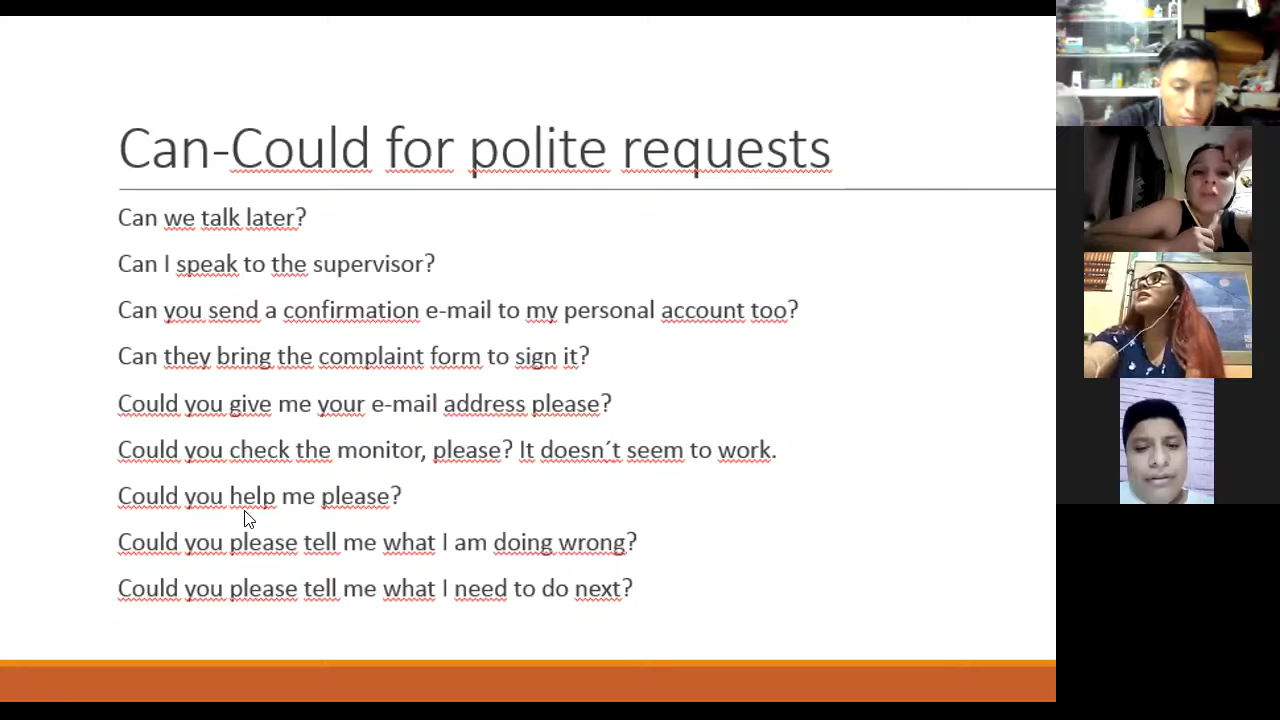 Can-Could for polite requests
Can we talk later?
Can I speak to the supervisor?
Can you send a confirmation e-mail to my personal account too?
Can they bring the complaint form to sign it?
Could you give me your e-mail address please?
Could you check the monitor, please? It doesn´t seem to work.
Could you help me please?
Could you please tell me what I am doing wrong?
Could you please tell me what I need to do next?